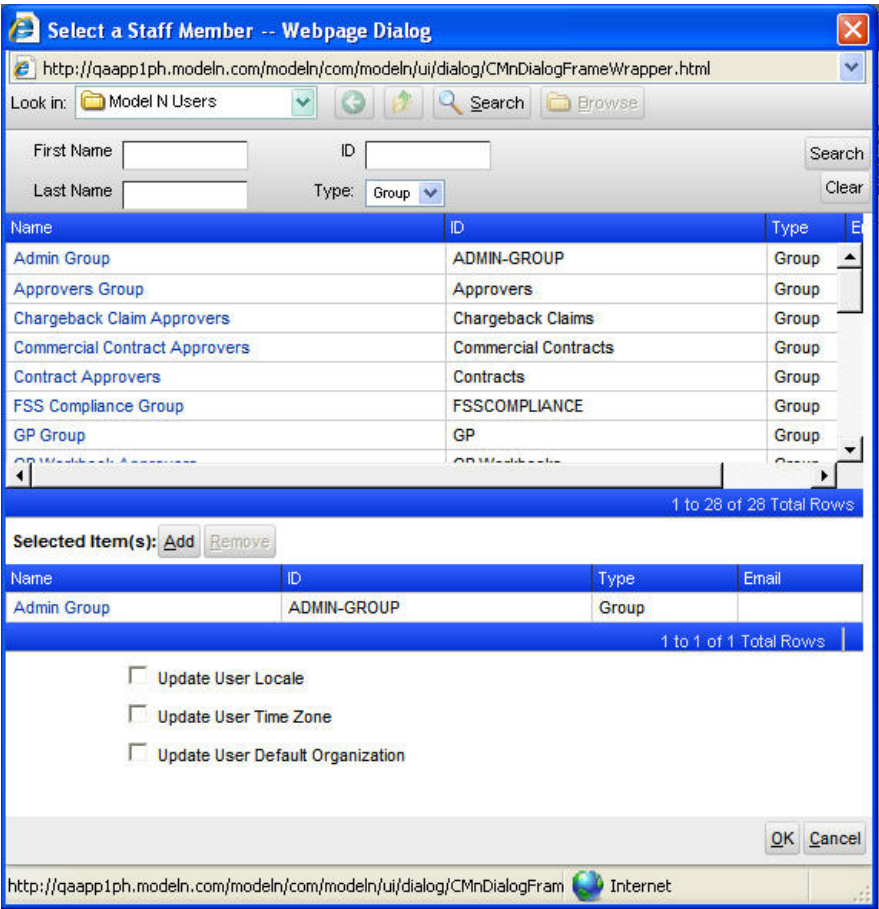 Select a Staff Member -- Webpage Dialog
http://qaapp1ph.modeln.com/modeln/com/modeln/ui/dialog/CMnDialogFrameWrapper.html
Look in: Model N Users Search Browse
First Name ID Search
Last Name Type: Group Clear
Name ID Type
Admin Group ADMIN-GROUP Group
Approvers Group Approvers Group
Chargeback Claim Approvers Chargeback Claims Group
Commercial Contract Approvers Commercial Contracts Group
Contract Approvers Contracts Group
FSS Compliance Group FSSCOMPLIANCE Group
GP Group GP Group
1 to 28 of 28 Total Rows
Selected Item(s): Add Remove
Name ID Type Email
Admin Group ADMIN-GROUP Group
1 to 1 of 1 Total Rows
Update User Locale
Update User Time Zone
Update User Default Organization
OK Cancel
http://qaapp1ph.modeln.com/modeln/com/modeln/ui/dialog/CMnDialogFram Internet